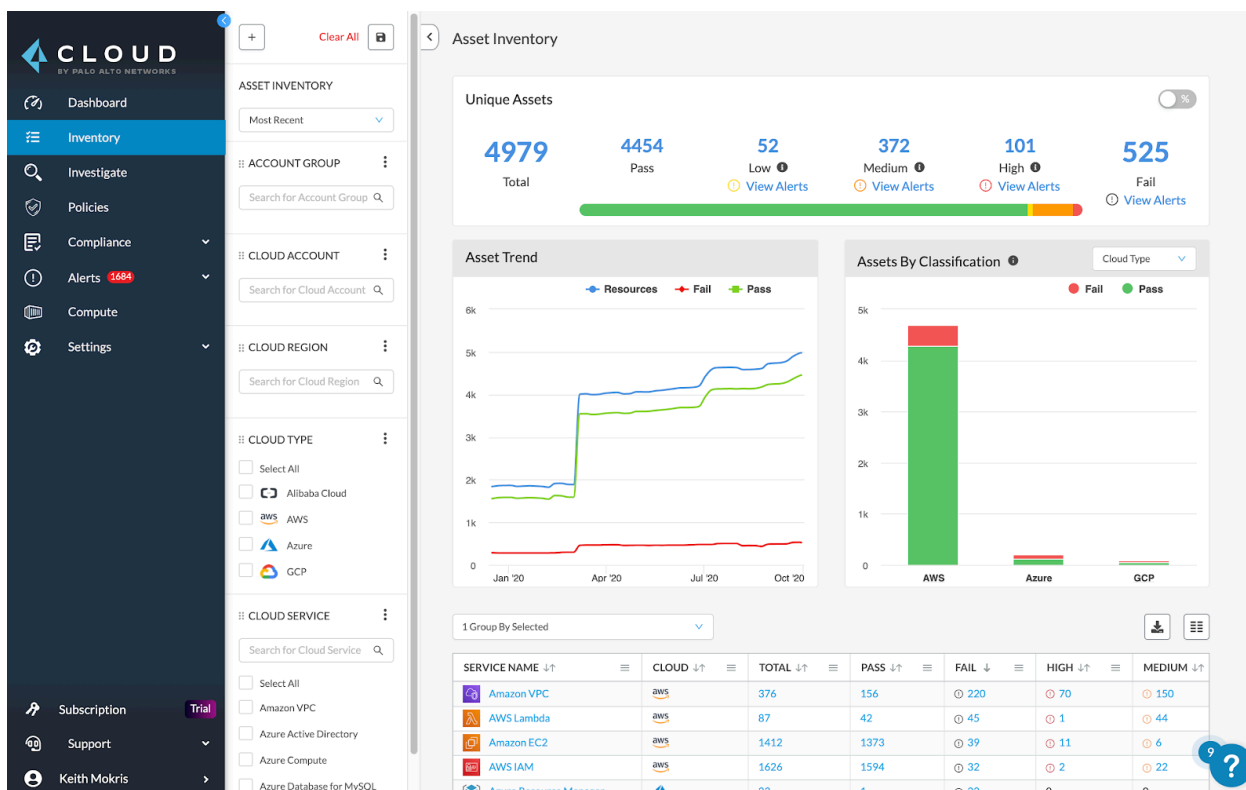 CLOUD
BY PALO ALTO NETWORKS
Dashboard
Inventory
Investigate
Policies
Compliance
Alerts 1684
Compute
Settings
Subscription Trial
Support
Keith Mokris
+ Clear All
ASSET INVENTORY
Most Recent
ACCOUNT GROUP
Search for Account Group
CLOUD ACCOUNT
Search for Cloud Account
CLOUD REGION
Search for Cloud Region
CLOUD TYPE
Select All
Alibaba Cloud
aws AWS
Azure
GCP
CLOUD SERVICE
Search for Cloud Service
Select All
Amazon VPC
Azure Active Directory
Azure Compute
Azure Database for MySQL
Asset Inventory
Unique Assets
%
4979 4454 52 372 101 525
Total Pass Low Medium High Fail
View Alerts View Alerts View Alerts View Alerts
Asset Trend
Resources Fail Pass
6k
5k
4k
3k
2k
1k
0
Jan '20 Apr '20 Jul '20 Oct '20
Assets By Classification Cloud Type
Fail Pass
5k
4k
3k
2k
1k
0
AWS Azure GCP
1 Group By Selected
SERVICE NAME CLOUD TOTAL PASS FAIL HIGH MEDIUM
Amazon VPC aws 376 156 220 70 150
AWS Lambda aws 87 42 45 1 44
Amazon EC2 aws 1412 1373 39 11 6
AWS IAM aws 1626 1594 32 2 22
9 ?